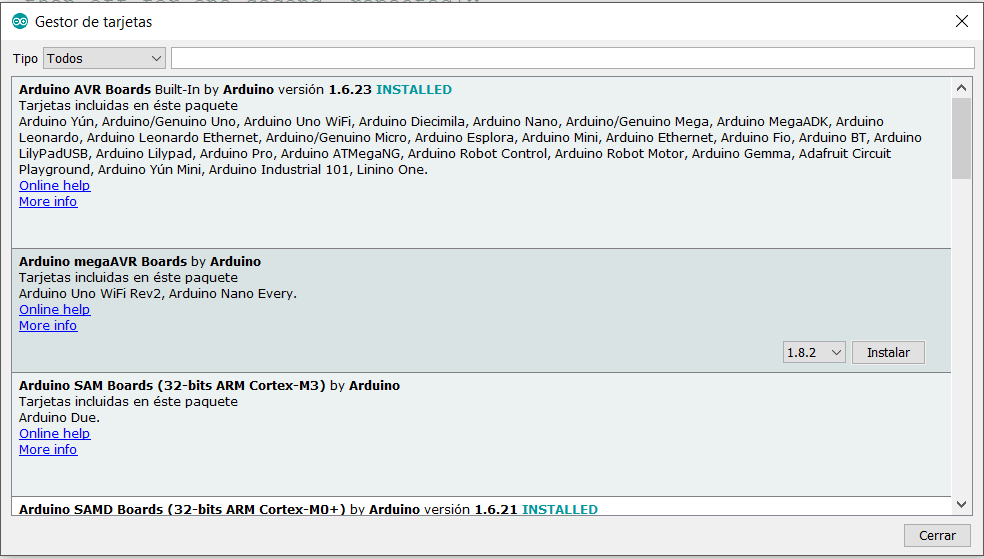 Gestor de tarjetas
Tipo Todos
Arduino AVR Boards Built-In by Arduino versión 1.6.23 INSTALLED
Tarjetas incluidas en éste paquete
Arduino Yún, Arduino/Genuino Uno, Arduino Uno WiFi, Arduino Diecimila, Arduino Nano, Arduino/Genuino Mega, Arduino MegaADK, Arduino
Leonardo, Arduino Leonardo Ethernet, Arduino/Genuino Micro, Arduino Esplora, Arduino Mini, Arduino Ethernet, Arduino Fio, Arduino BT, Arduino
LilyPadUSB, Arduino Lilypad, Arduino Pro, Arduino ATMegaNG, Arduino Robot Control, Arduino Robot Motor, Arduino Gemma, Adafruit Circuit
Playground, Arduino Yún Mini, Arduino Industrial 101, Linino One.
Online help
More info
Arduino megaAVR Boards by Arduino
Tarjetas incluidas en éste paquete
Arduino Uno WiFi Rev2, Arduino Nano Every.
Online help
More info
1.8.2 Instalar
Arduino SAM Boards (32-bits ARM Cortex-M3) by Arduino
Tarjetas incluidas en éste paquete
Arduino Due.
Online help
More info
Arduino SAMD Boards (32-bits ARM Cortex-M0+) by Arduino versión 1.6.21 INSTALLED
Cerrar